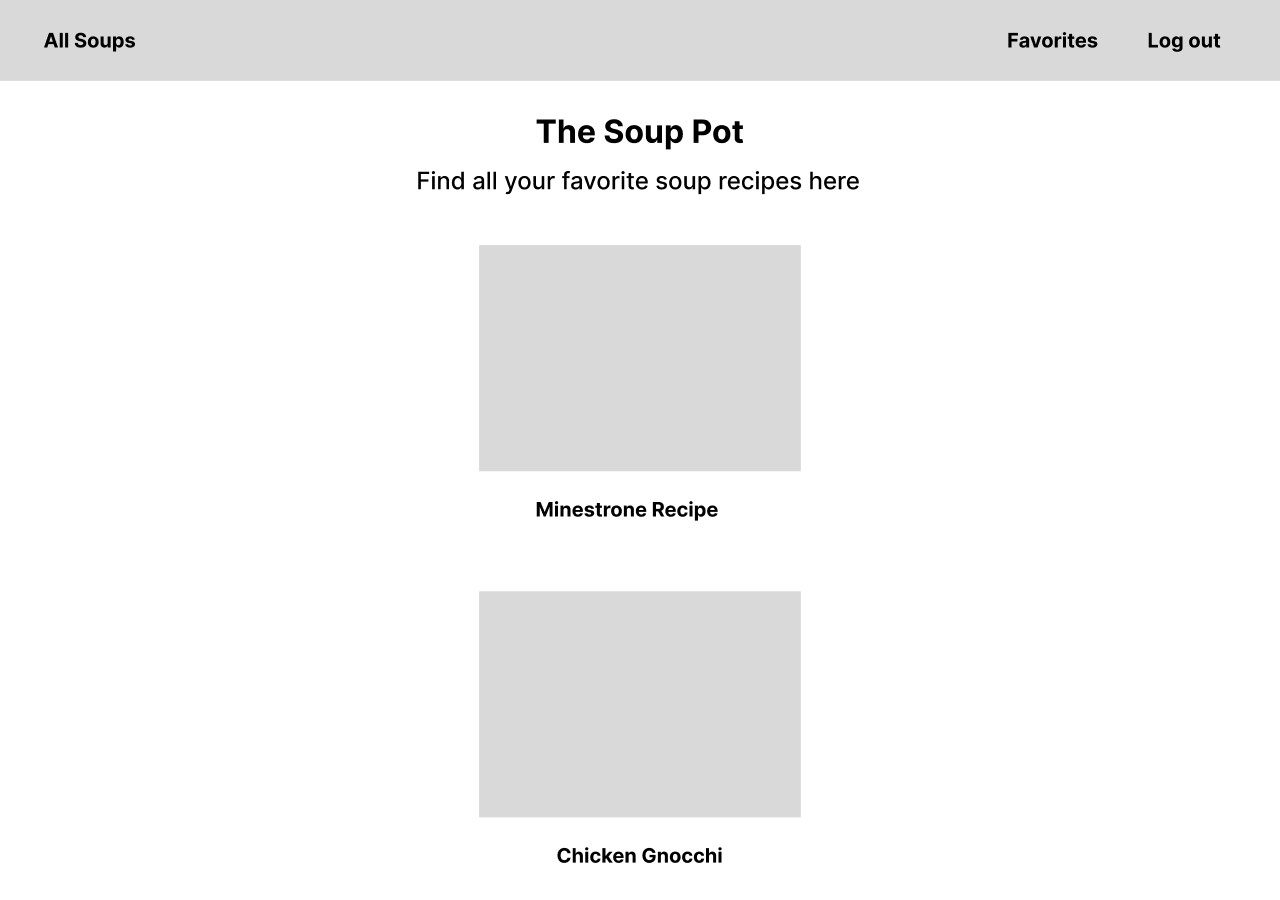 All Soups Favorites Log out
The Soup Pot
Find all your favorite soup recipes here
Minestrone Recipe
Chicken Gnocchi